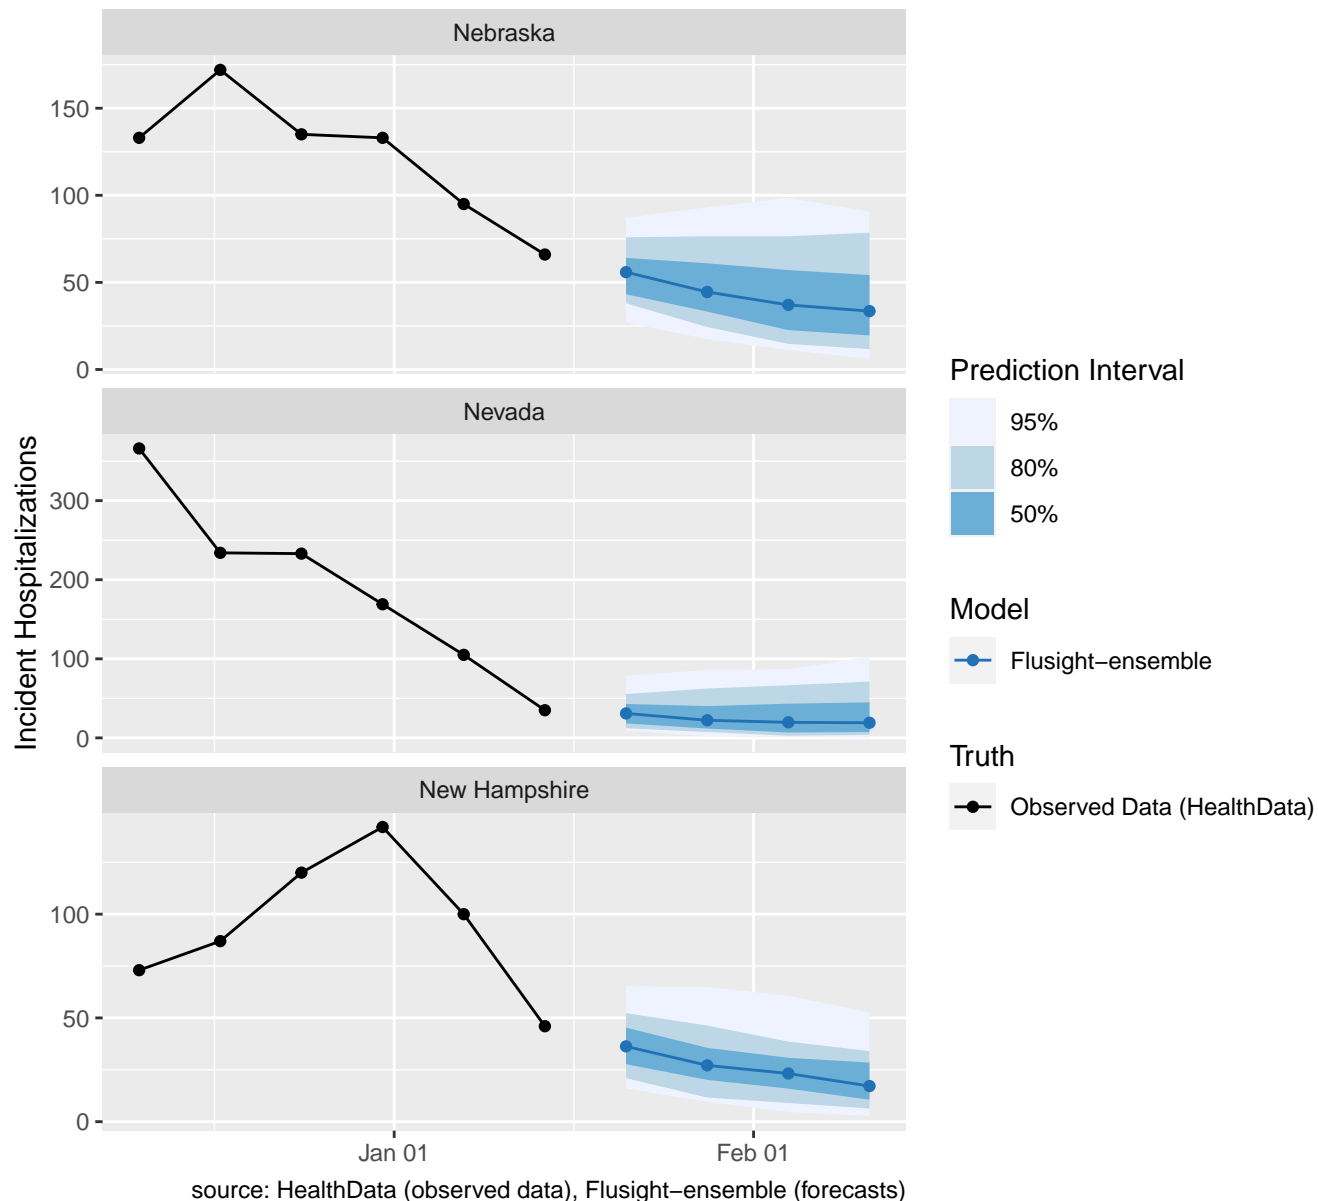 Nebraska
150
100
50
0
Nevada
300
200
100
0
New Hampshire
100
50
0
Incident Hospitalizations
Jan 01
Feb 01
source: HealthData (observed data), Flusight−ensemble (forecasts)
Prediction Interval
95%
80%
50%
Model
Flusight−ensemble
Truth
Observed Data (HealthData)